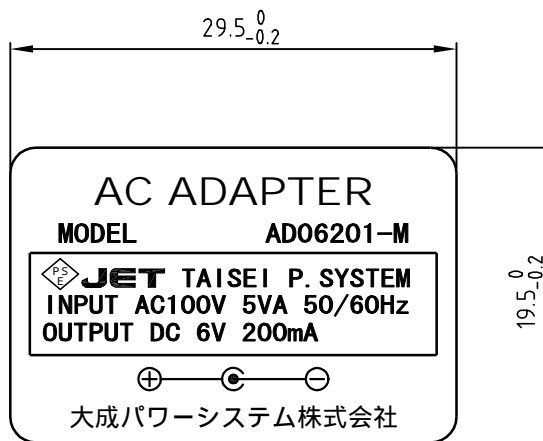 29.5 0 -0.2
AC ADAPTER
MODEL AD06201-M
PS E JET TAISEI P.SYSTEM
INPUT AC100V 5VA 50/60Hz
OUTPUT DC 6V 200mA
大成パワーシステム株式会社
19.5 0 -0.2